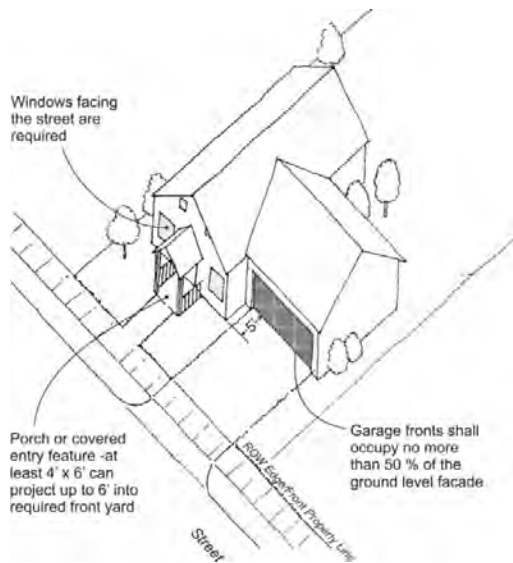 Windows facing
the street are
required
5'
Porch or covered
entry feature -at
least 4' x 6' can
project up to 6' into
required front yard
Garage fronts shall
occupy no more
than 50 % of the
ground level facade
ROW Edge/Front Property Line
Street